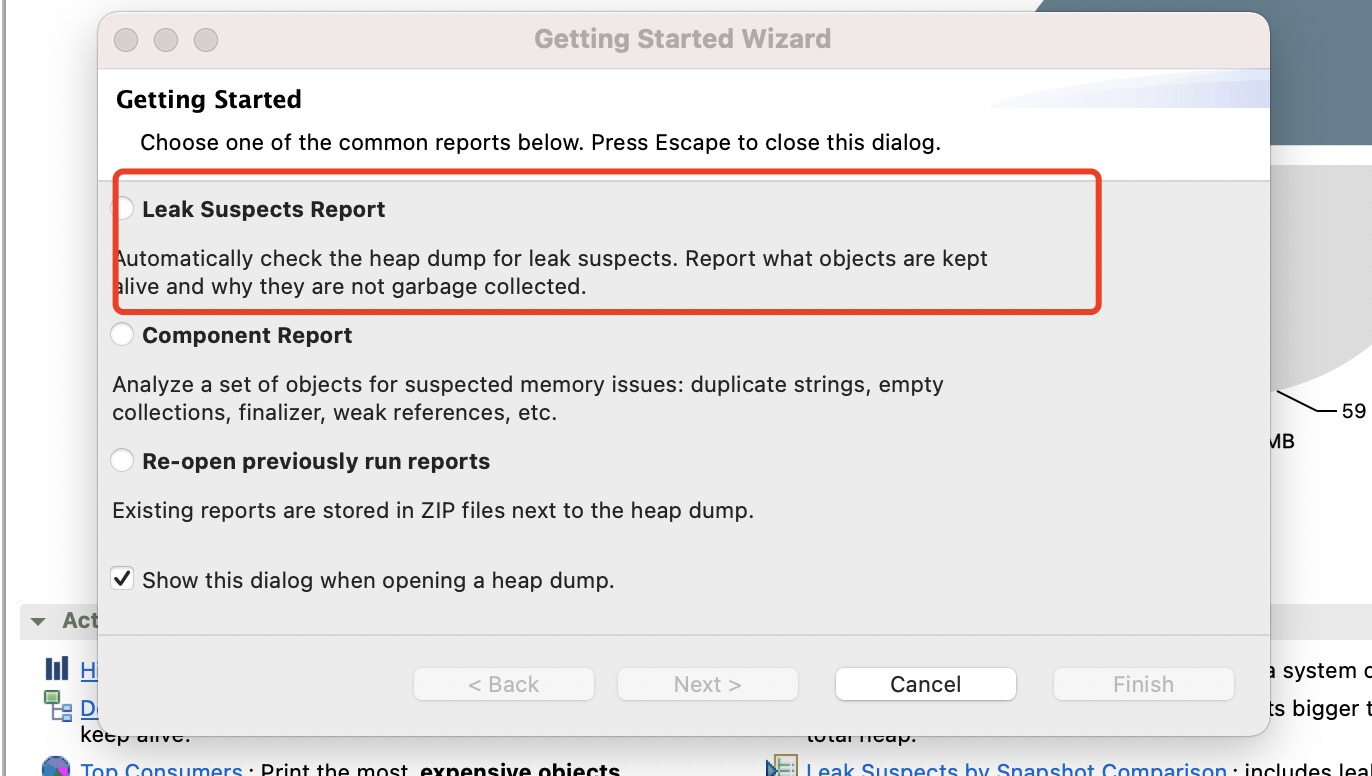 Getting Started Wizard
Getting Started
Choose one of the common reports below. Press Escape to close this dialog.
Leak Suspects Report
Automatically check the heap dump for leak suspects. Report what objects are kept
alive and why they are not garbage collected.
Component Report
Analyze a set of objects for suspected memory issues: duplicate strings, empty
collections, finalizer, weak references, etc.
59
MB
Re-open previously run reports
Existing reports are stored in ZIP files next to the heap dump.
Show this dialog when opening a heap dump.
< Back
Next >
Cancel
Finish
a system
bigger
keep alive.
total heap.
Top Consumers : Print the most expensive objects
Leak Suspects by Snapshot Comparison : includes